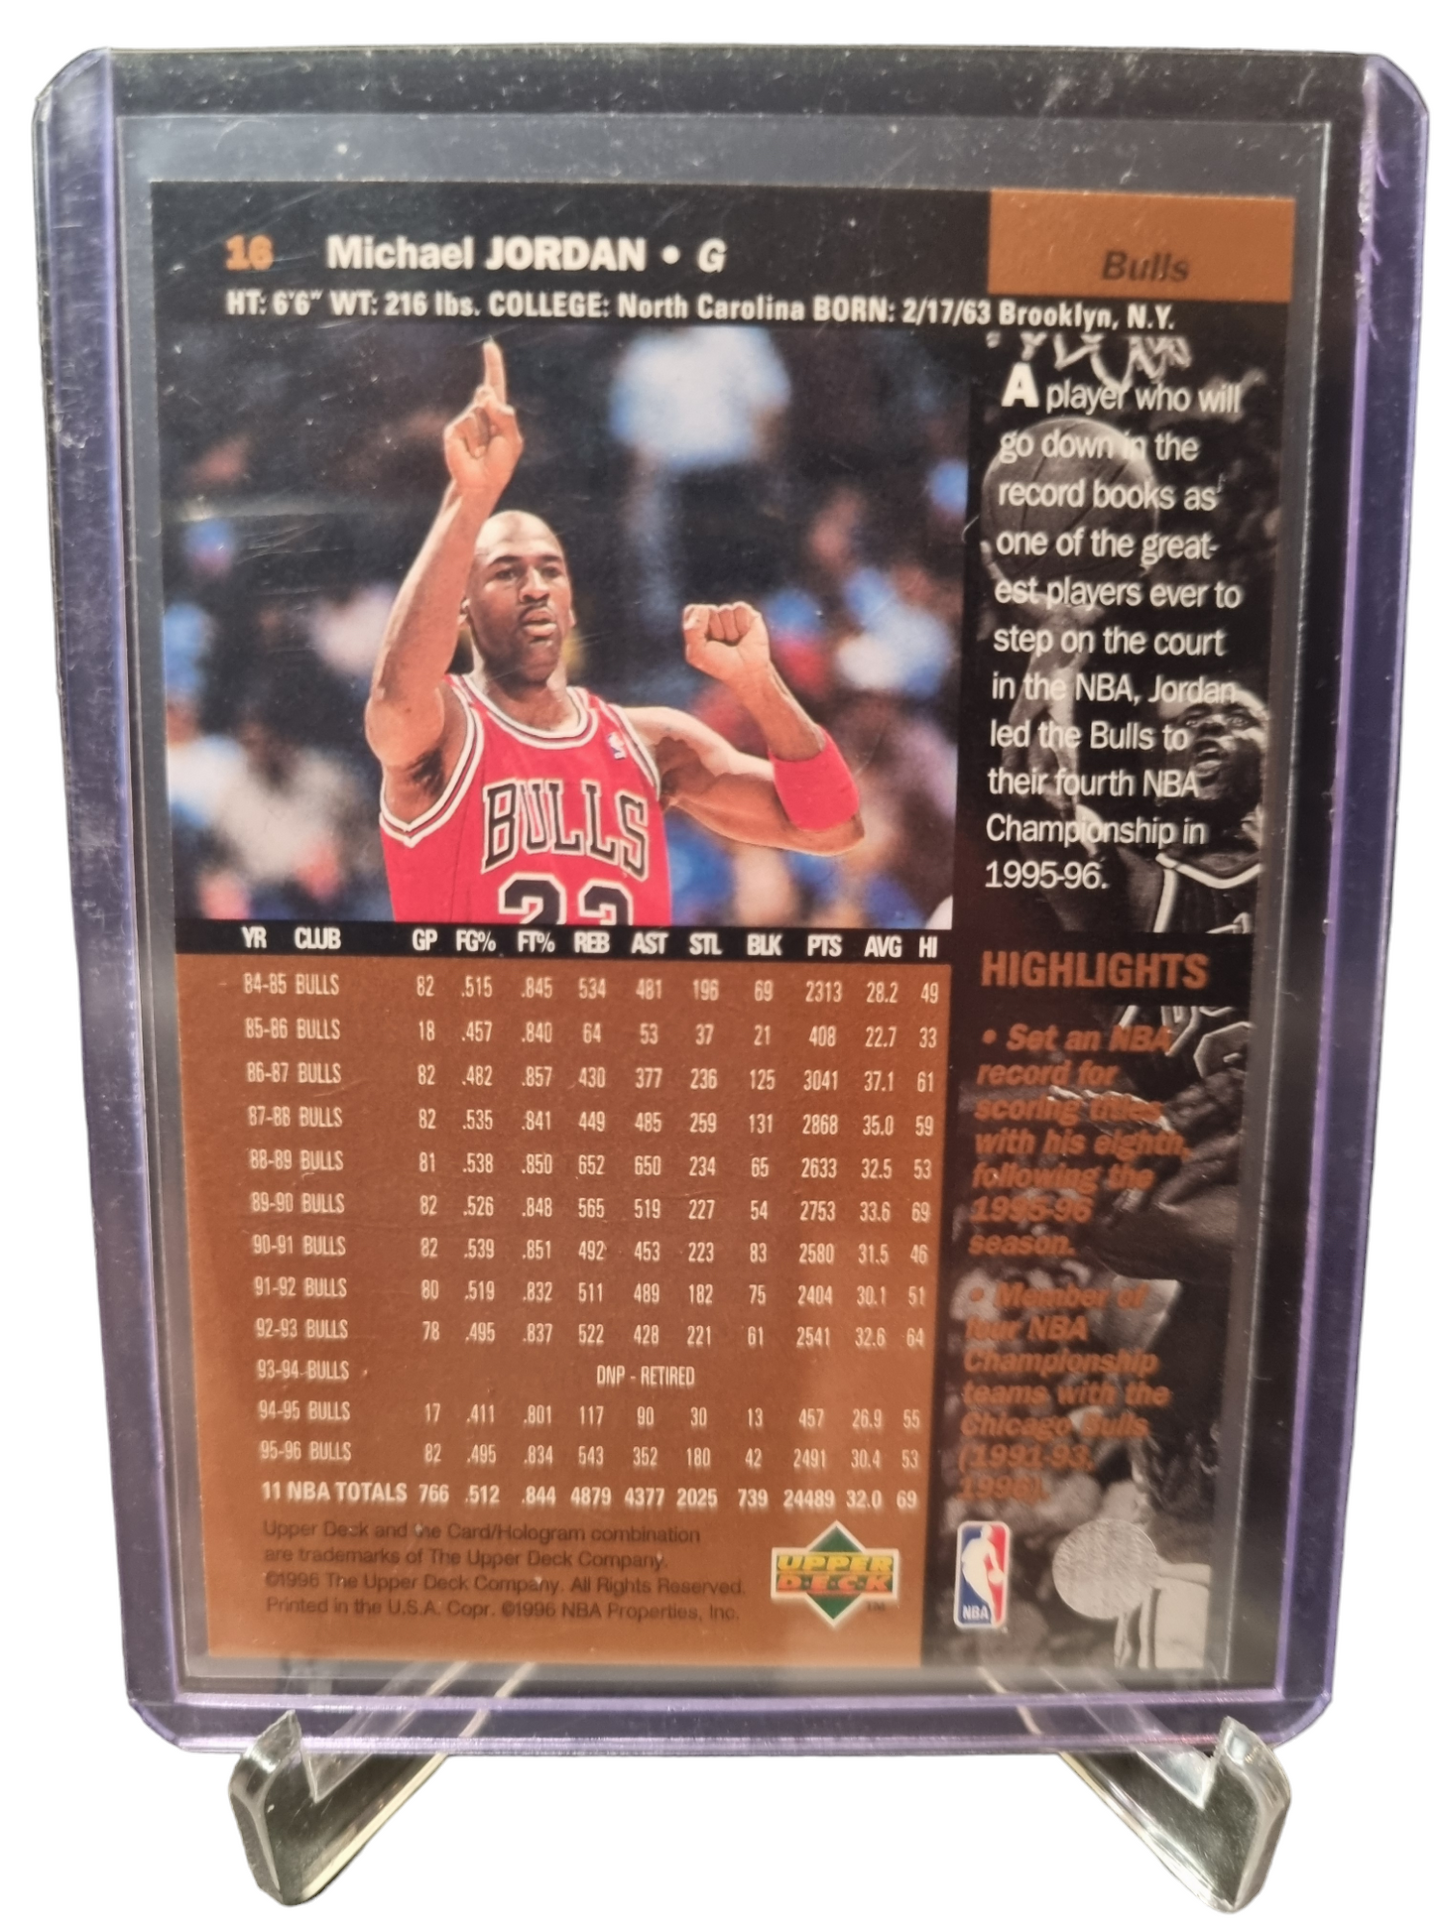 16 Michael JORDAN • G
Bulls
HT: 6'6" WT: 216 lbs. COLLEGE: North Carolina BORN: 2/17/63 Brooklyn, N.Y.
A player who will
go down in the
record books as
one of the great-
est players ever to
step on the court
in the NBA, Jordan
led the Bulls to
their fourth NBA
Championship in
1995-96.
BULLS
23
YR CLUB GP FG% FT% REB AST STL BLK PTS AVG HI
84-85 BULLS 82 .515 .845 534 481 196 69 2313 28.2 49
85-86 BULLS 18 .457 .840 64 53 37 21 408 22.7 33
86-87 BULLS 82 .482 .857 430 377 236 125 3041 37.1 61
87-88 BULLS 82 .535 .841 449 485 259 131 2868 35.0 59
88-89 BULLS 81 .538 .850 652 650 234 65 2633 32.5 53
89-90 BULLS 82 .526 .848 565 519 227 54 2753 33.6 69
90-91 BULLS 82 .539 .851 492 453 223 83 2580 31.5 46
91-92 BULLS 80 .519 .832 511 489 182 75 2404 30.1 51
92-93 BULLS 78 .495 .837 522 428 221 61 2541 32.6 64
93-94 BULLS DNP - RETIRED
94-95 BULLS 17 .411 .801 117 90 30 13 457 26.9 55
95-96 BULLS 82 .495 .834 543 352 180 42 2491 30.4 53
11 NBA TOTALS 766 .512 .844 4879 4377 2025 739 24489 32.0 69
HIGHLIGHTS
• Set an NBA
record for
scoring titles
with his eighth,
following the
1995-96
season.
• Member of
four NBA
Championship
teams with the
Chicago Bulls
(1991-93,
1996).
Upper Deck and the Card/Hologram combination
are trademarks of The Upper Deck Company.
©1996 The Upper Deck Company. All Rights Reserved.
Printed in the U.S.A. Copr. ©1996 NBA Properties, Inc.
UPPER
DECK
TM
NBA